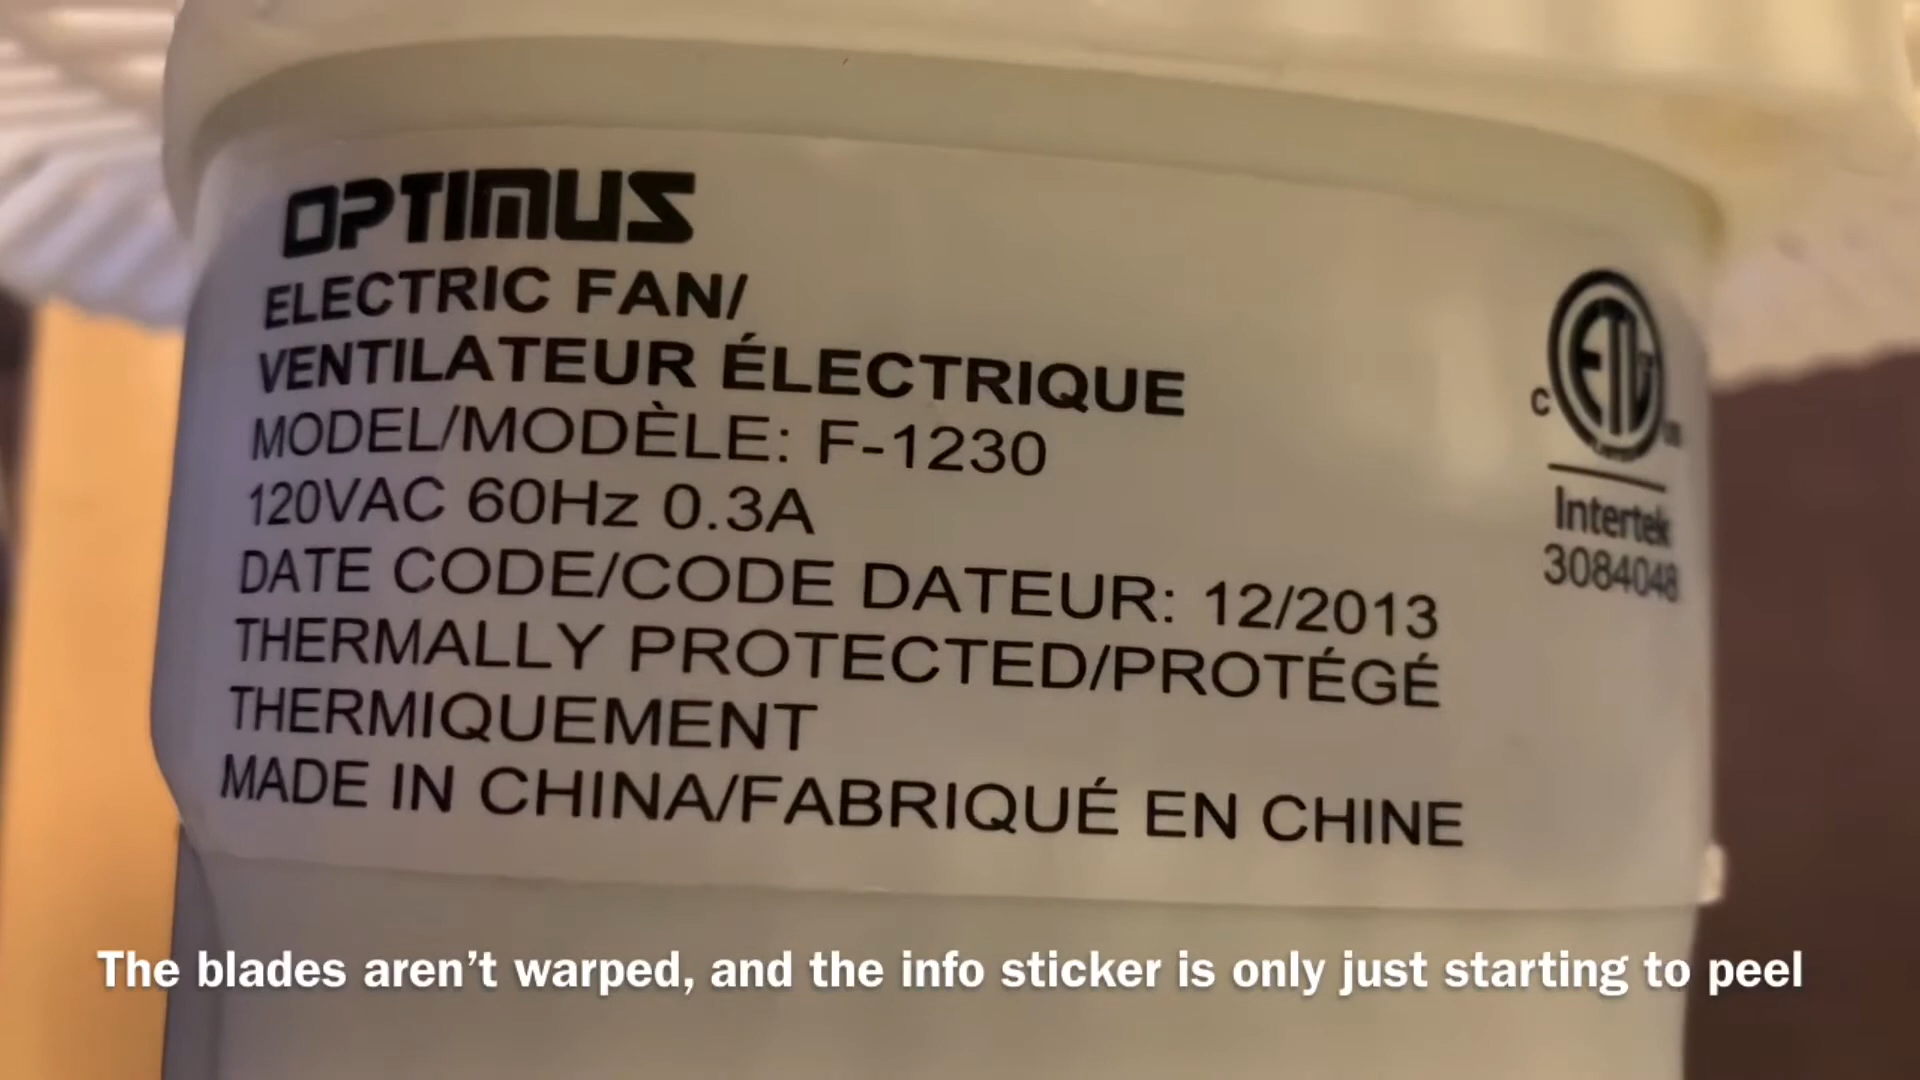 OPTIMUS
ELECTRIC FAN/
VENTILATEUR ÉLECTRIQUE
MODEL/MODÈLE: F-1230
120VAC 60Hz 0.3A
DATE CODE/CODE DATEUR: 12/2013
THERMALLY PROTECTED/PROTÉGÉ
THERMIQUEMENT
MADE IN CHINA/FABRIQUÉ EN CHINE
C ETL US
Intertek
3084048
The blades aren’t warped, and the info sticker is only just starting to peel